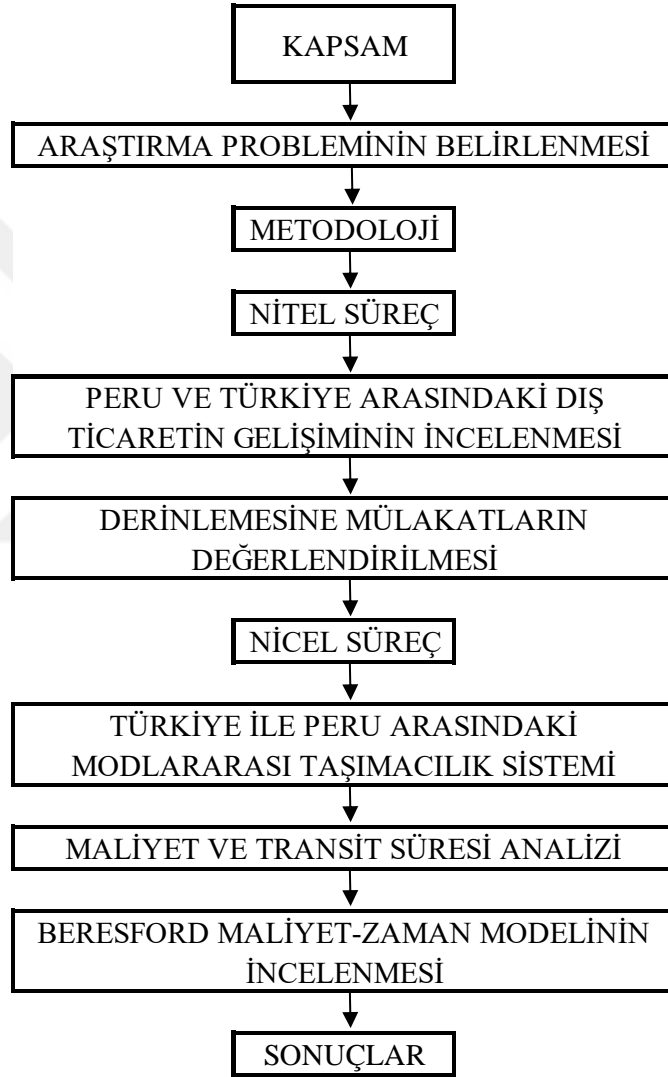 KAPSAM
ARAŞTIRMA PROBLEMİNİN BELİRLENMESİ
METODOLOJİ
NİTEL SÜREÇ
PERU VE TÜRKİYE ARASINDAKİ DIŞ
TİCARETİN GELİŞİMİNİN İNCELENMESİ
DERİNLEMESİNE MÜLAKATLARIN
DEĞERLENDİRİLMESİ
NİCEL SÜREÇ
TÜRKİYE İLE PERU ARASINDAKİ
MODLARARASI TAŞIMACILIK SİSTEMİ
MALİYET VE TRANSİT SÜRESİ ANALİZİ
BERESFORD MALİYET-ZAMAN MODELİNİN
İNCELENMESİ
SONUÇLAR